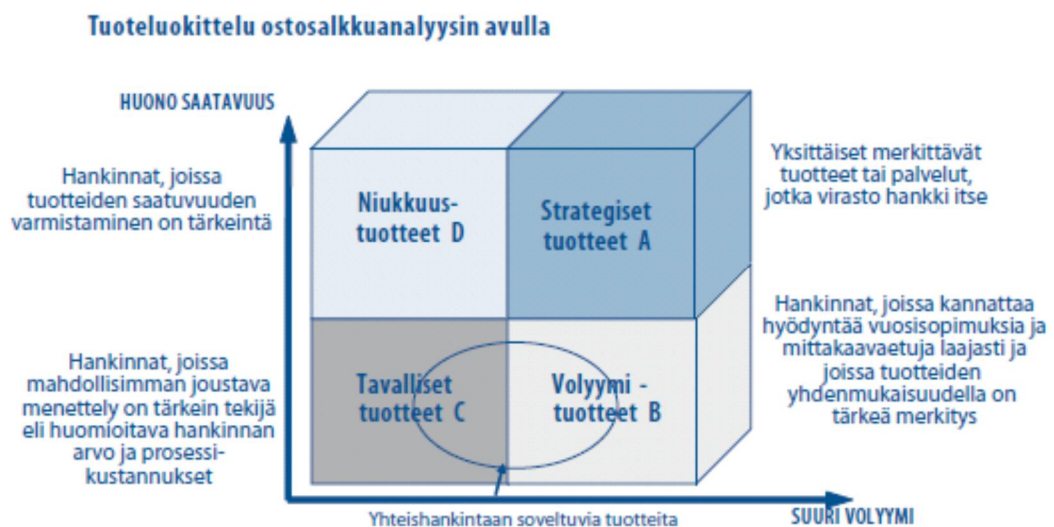 Tuoteluokittelu ostosalkkuanalyysin avulla
HUONO SAATAVUUS
Hankinnat, joissa
tuotteiden saatuvuuden
varmistaminen on tärkeintä
Niukkuus-
tuotteet D
Strategiset
tuotteet A
Yksittäiset merkittävät
tuotteet tai palvelut,
jotka virasto hankki itse
Hankinnat, joissa
mahdollisimman joustava
menettely on tärkein tekijä
eli huomioitava hankinnan
arvo ja prosessi-
kustannukset
Tavalliset
tuotteet C
Volyymi -
tuotteet B
Hankinnat, joissa kannattaa
hyödyntää vuosisopimuksia ja
mittakaavaetuja laajasti ja
joissa tuotteiden
yhdenmukaisuudella on
tärkeä merkitys
Yhteishankintaan soveltuvia tuotteita
SUURI VOLYYMI